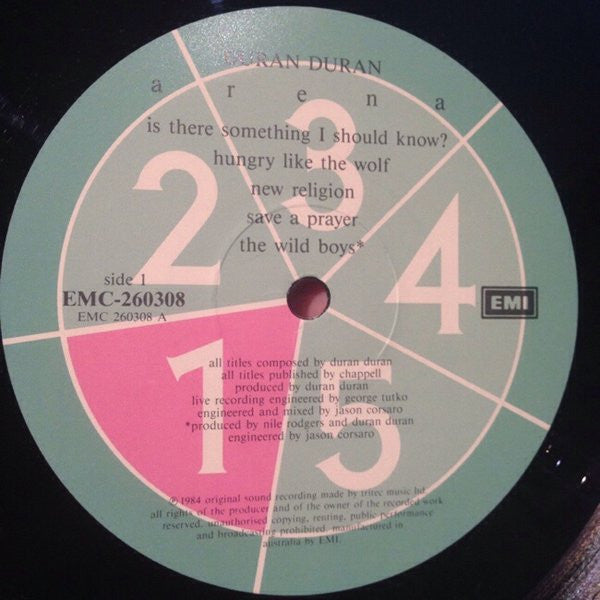 DURAN DURAN
arena
is there something I should know?
hungry like the wolf
new religion
save a prayer
the wild boys*
3
2
4
side 1
EMC-260308
EMC 260308 A
EMI
1
5
all titles composed by duran duran
all titles published by chappell
produced by duran duran
live recording engineered by george tutko
engineered and mixed by jason corsaro
*produced by nile rodgers and duran duran
engineered by jason corsaro
℗ 1984 original sound recording made by tritec music ltd.
all rights of the producer and of the owner of the recorded work
reserved. unauthorised copying, renting, public performance
and broadcasting prohibited. manufactured in
australia by EMI.